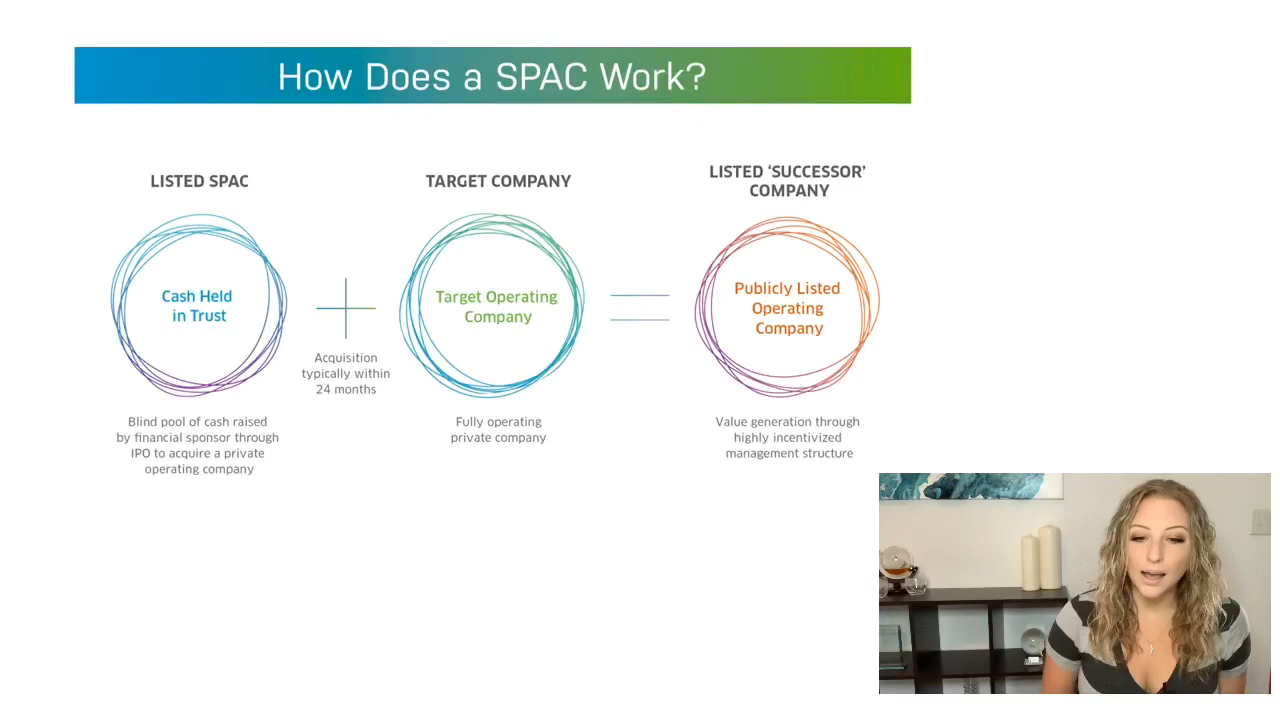 How Does a SPAC Work?
LISTED SPAC
Cash Held
in Trust
Blind pool of cash raised
by financial sponsor through
IPO to acquire a private
operating company
Acquisition
typically within
24 months
TARGET COMPANY
Target Operating
Company
Fully operating
private company
LISTED ‘SUCCESSOR’
COMPANY
Publicly Listed
Operating
Company
Value generation through
highly incentivized
management structure